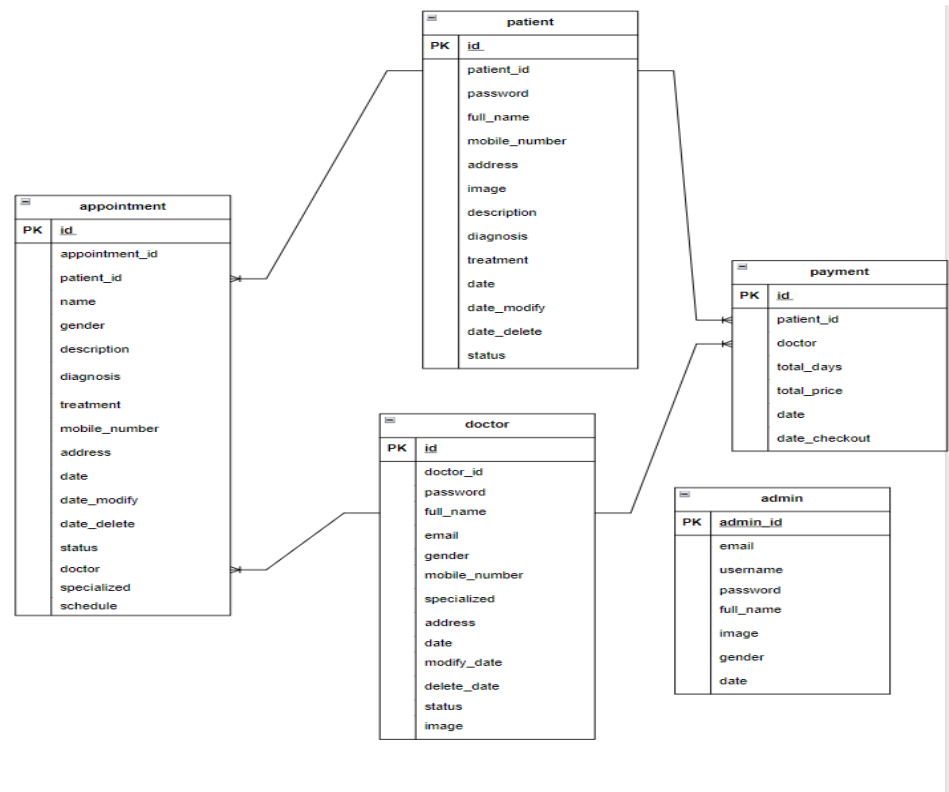 patient
PK id
patient_id
password
full_name
mobile_number
address
image
description
diagnosis
treatment
date
date_modify
date_delete
status
appointment
PK id
appointment_id
patient_id
name
gender
description
diagnosis
treatment
mobile_number
address
date
date_modify
date_delete
status
doctor
specialized
schedule
payment
PK id
patient_id
doctor
total_days
total_price
date
date_checkout
doctor
PK id
doctor_id
password
full_name
email
gender
mobile_number
specialized
address
date
modify_date
delete_date
status
image
admin
PK admin_id
email
username
password
full_name
image
gender
date